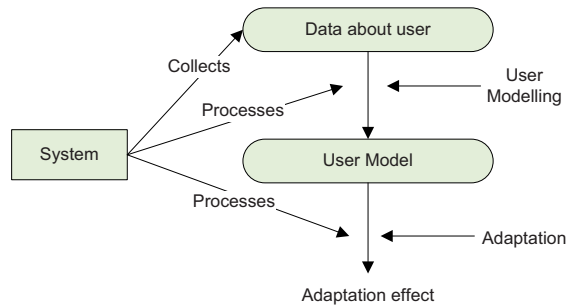 Data about user
Collects
User
Modelling
Processes
System
User Model
Processes
Adaptation
Adaptation effect